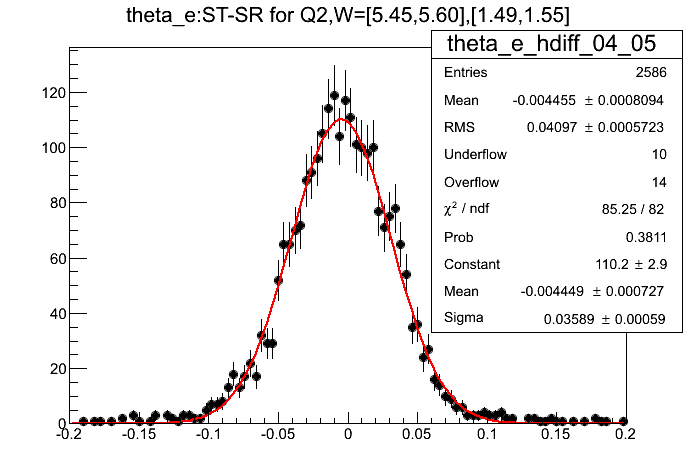 theta_e:ST-SR for Q2,W=[5.45,5.60],[1.49,1.55]
theta_e_hdiff_04_05
Entries 2586
Mean -0.004455 ± 0.0008094
RMS 0.04097 ± 0.0005723
Underflow 10
Overflow 14
χ² / ndf 85.25 / 82
Prob 0.3811
Constant 110.2 ± 2.9
Mean -0.004449 ± 0.000727
Sigma 0.03589 ± 0.00059
120
100
80
60
40
20
0
-0.2 -0.15 -0.1 -0.05 0 0.05 0.1 0.15 0.2